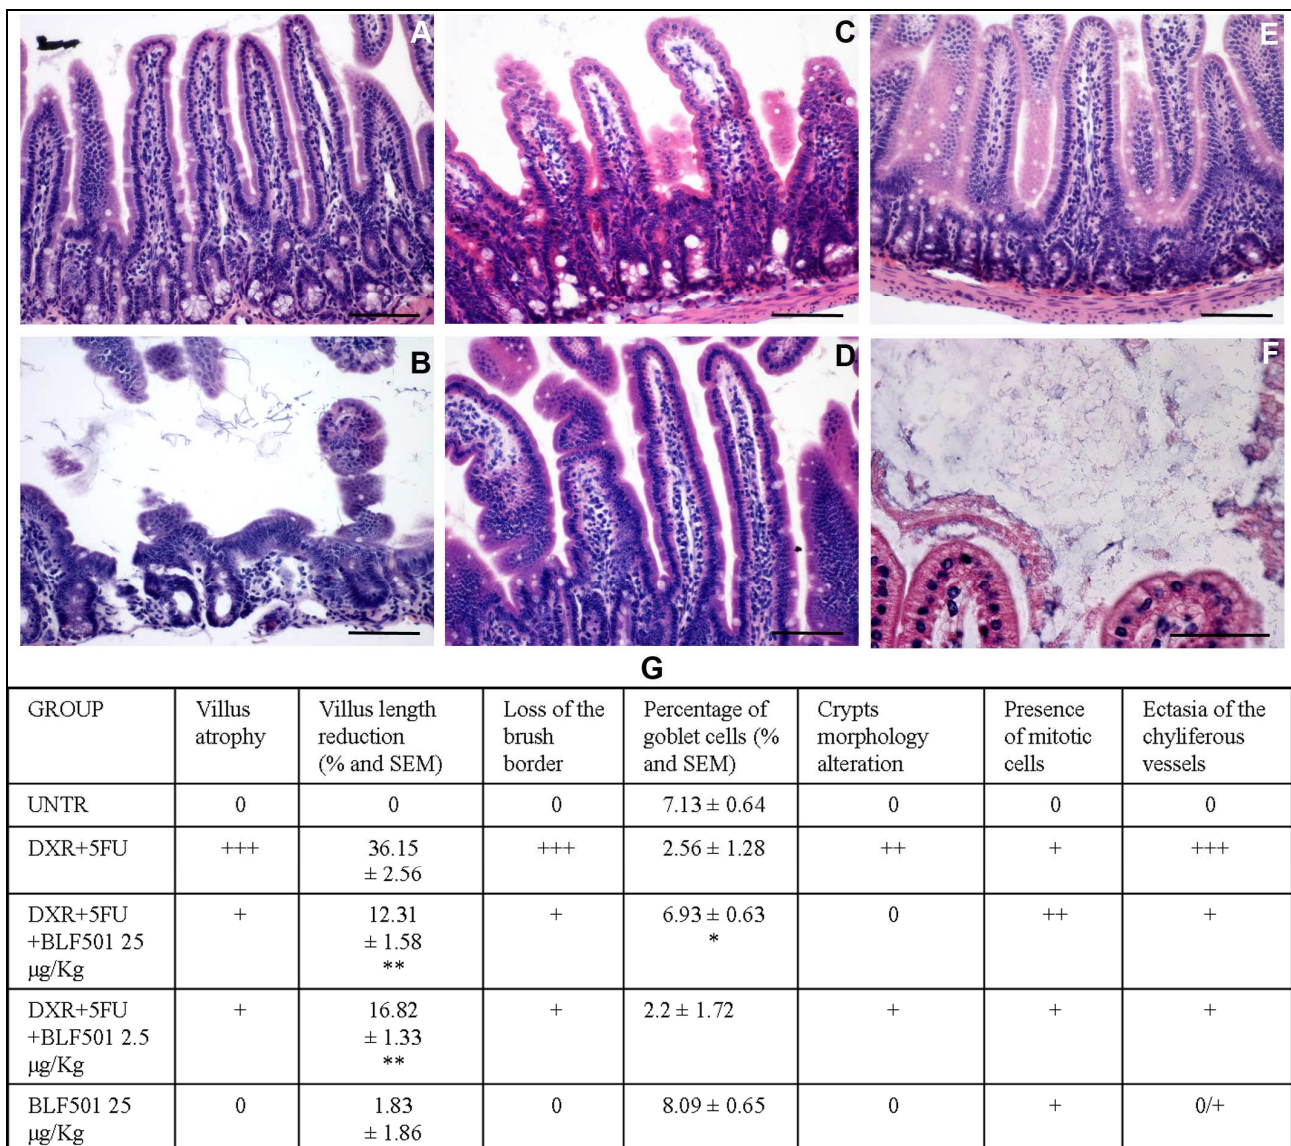 A
C
E
B
D
F
G
GROUP
Villus
atrophy
Villus length
reduction
(% and SEM)
Loss of the
brush
border
Percentage of
goblet cells (%
and SEM)
Crypts
morphology
alteration
Presence
of mitotic
cells
Ectasia of the
chyliferous
vessels
UNTR
0
0
0
7.13 ± 0.64
0
0
0
DXR+5FU
+++
36.15
± 2.56
+++
2.56 ± 1.28
++
+
+++
DXR+5FU
+BLF501 25
μg/Kg
+
12.31
± 1.58
**
+
6.93 ± 0.63
*
0
++
+
DXR+5FU
+BLF501 2.5
μg/Kg
+
16.82
± 1.33
**
+
2.2 ± 1.72
+
+
+
BLF501 25
μg/Kg
0
1.83
± 1.86
0
8.09 ± 0.65
0
+
0/+